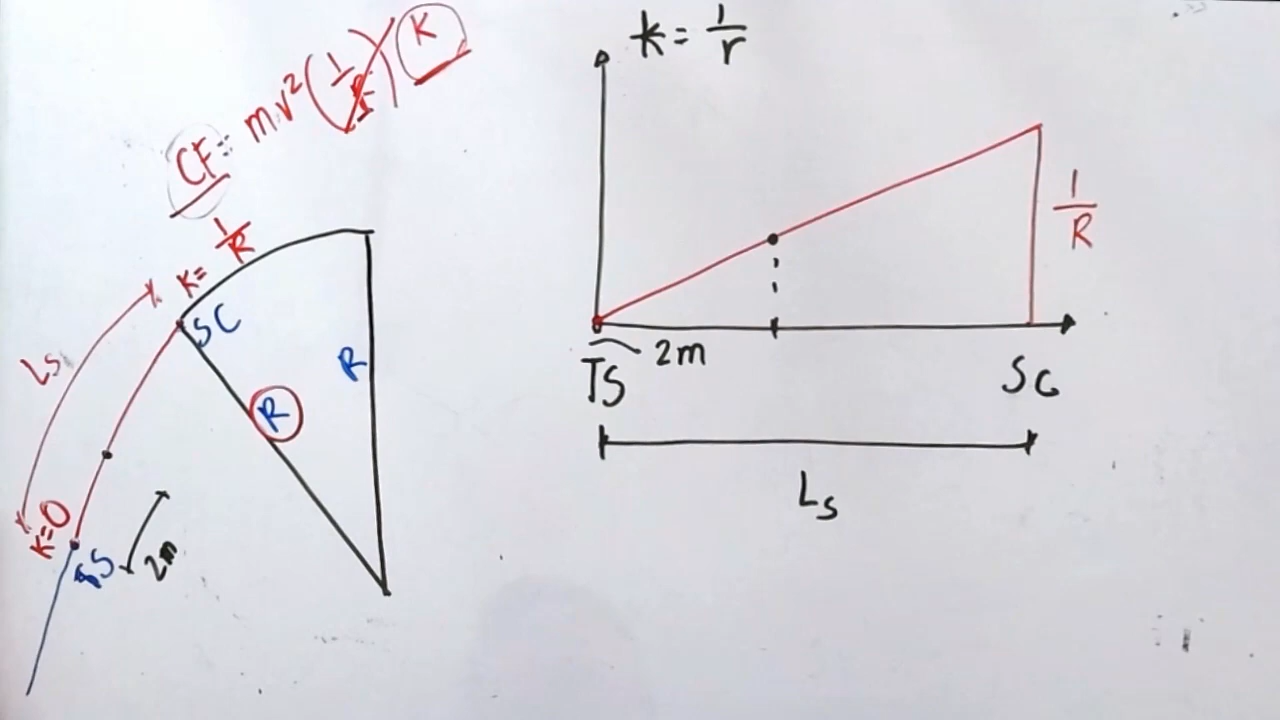 CF = mv²(1/R) K
K = 1/R
SC
R
R
Ls
K=0
TS
2m
k = 1/r
1/R
TS
2m
SC
Ls